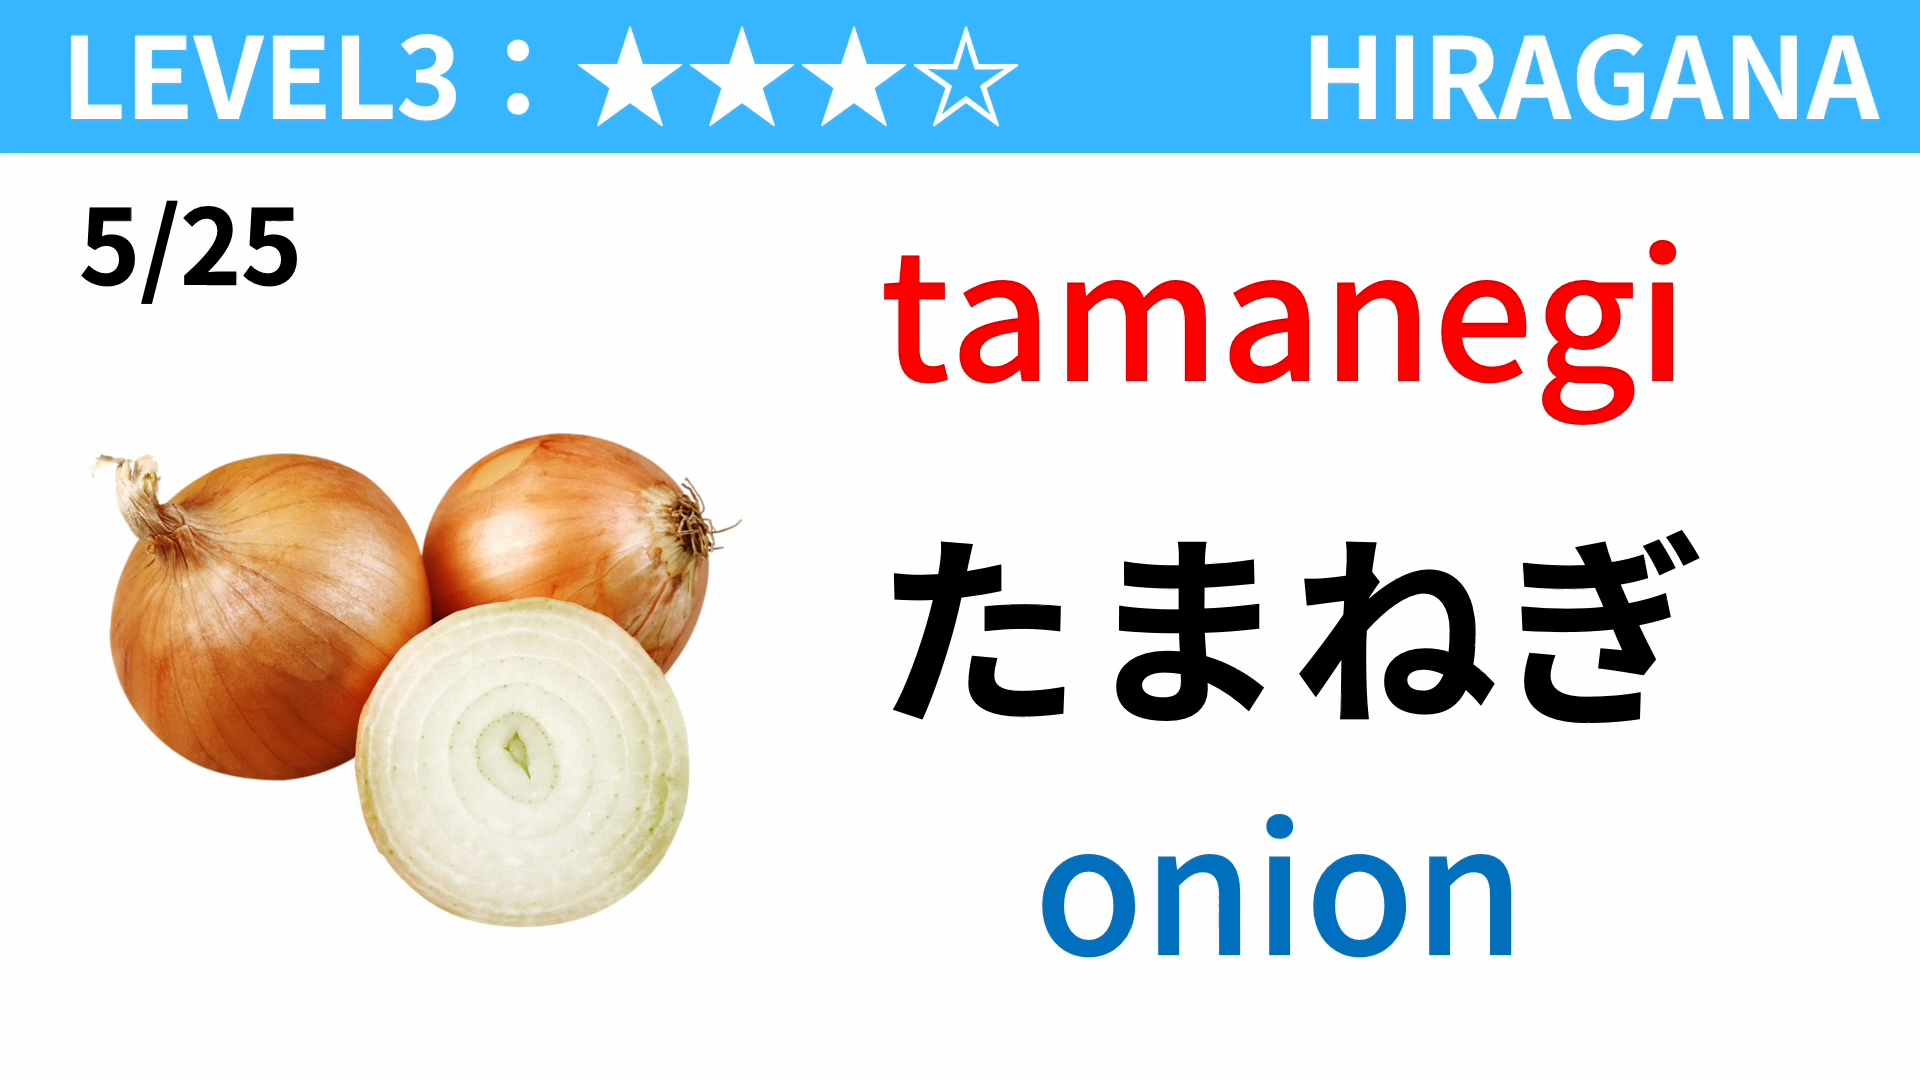 LEVEL3：★★★☆ HIRAGANA
5/25
tamanegi
たまねぎ
onion